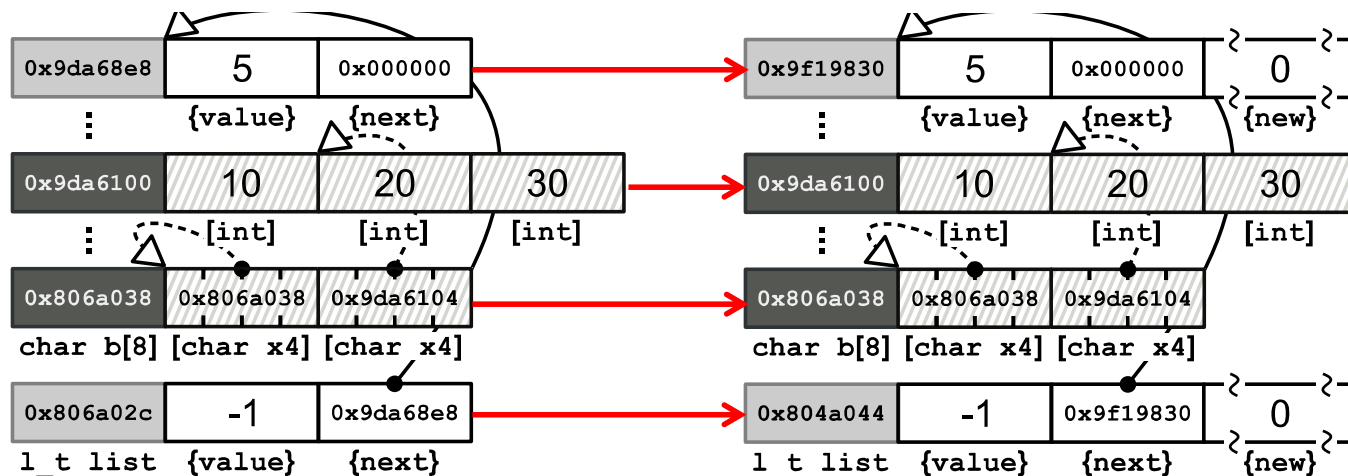 0x9da68e8 5 0x000000 0x9f19830 5 0x000000 0
{value} {next} {value} {next} {new}
0x9da6100 10 20 30 0x9da6100 10 20 30
[int] [int] [int] [int] [int] [int]
0x806a038 0x806a038 0x9da6104 0x806a038 0x806a038 0x9da6104
char b[8] [char x4] [char x4] char b[8] [char x4] [char x4]
0x806a02c -1 0x9da68e8 0x804a044 -1 0x9f19830 0
l_t list {value} {next} l t list {value} {next} {new}